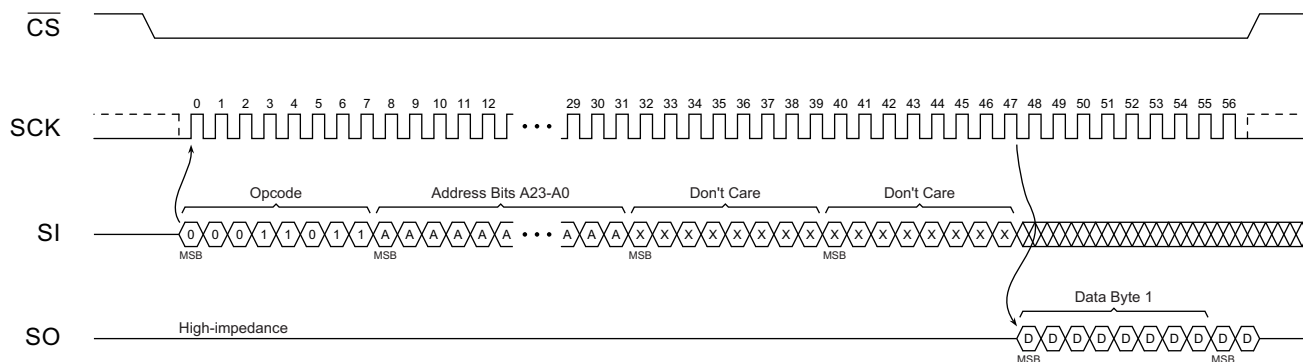 CS
0 1 2 3 4 5 6 7 8 9 10 11 12 29 30 31 32 33 34 35 36 37 38 39 40 41 42 43 44 45 46 47 48 49 50 51 52 53 54 55 56
SCK •••
Opcode Address Bits A23-A0 Don't Care Don't Care
SI 0 0 0 1 1 0 1 1 A A A A A A ••• A A A X X X X X X X X X X X X X X X X
MSB MSB MSB MSB
Data Byte 1
High-impedance
SO D D D D D D D D D D
MSB MSB